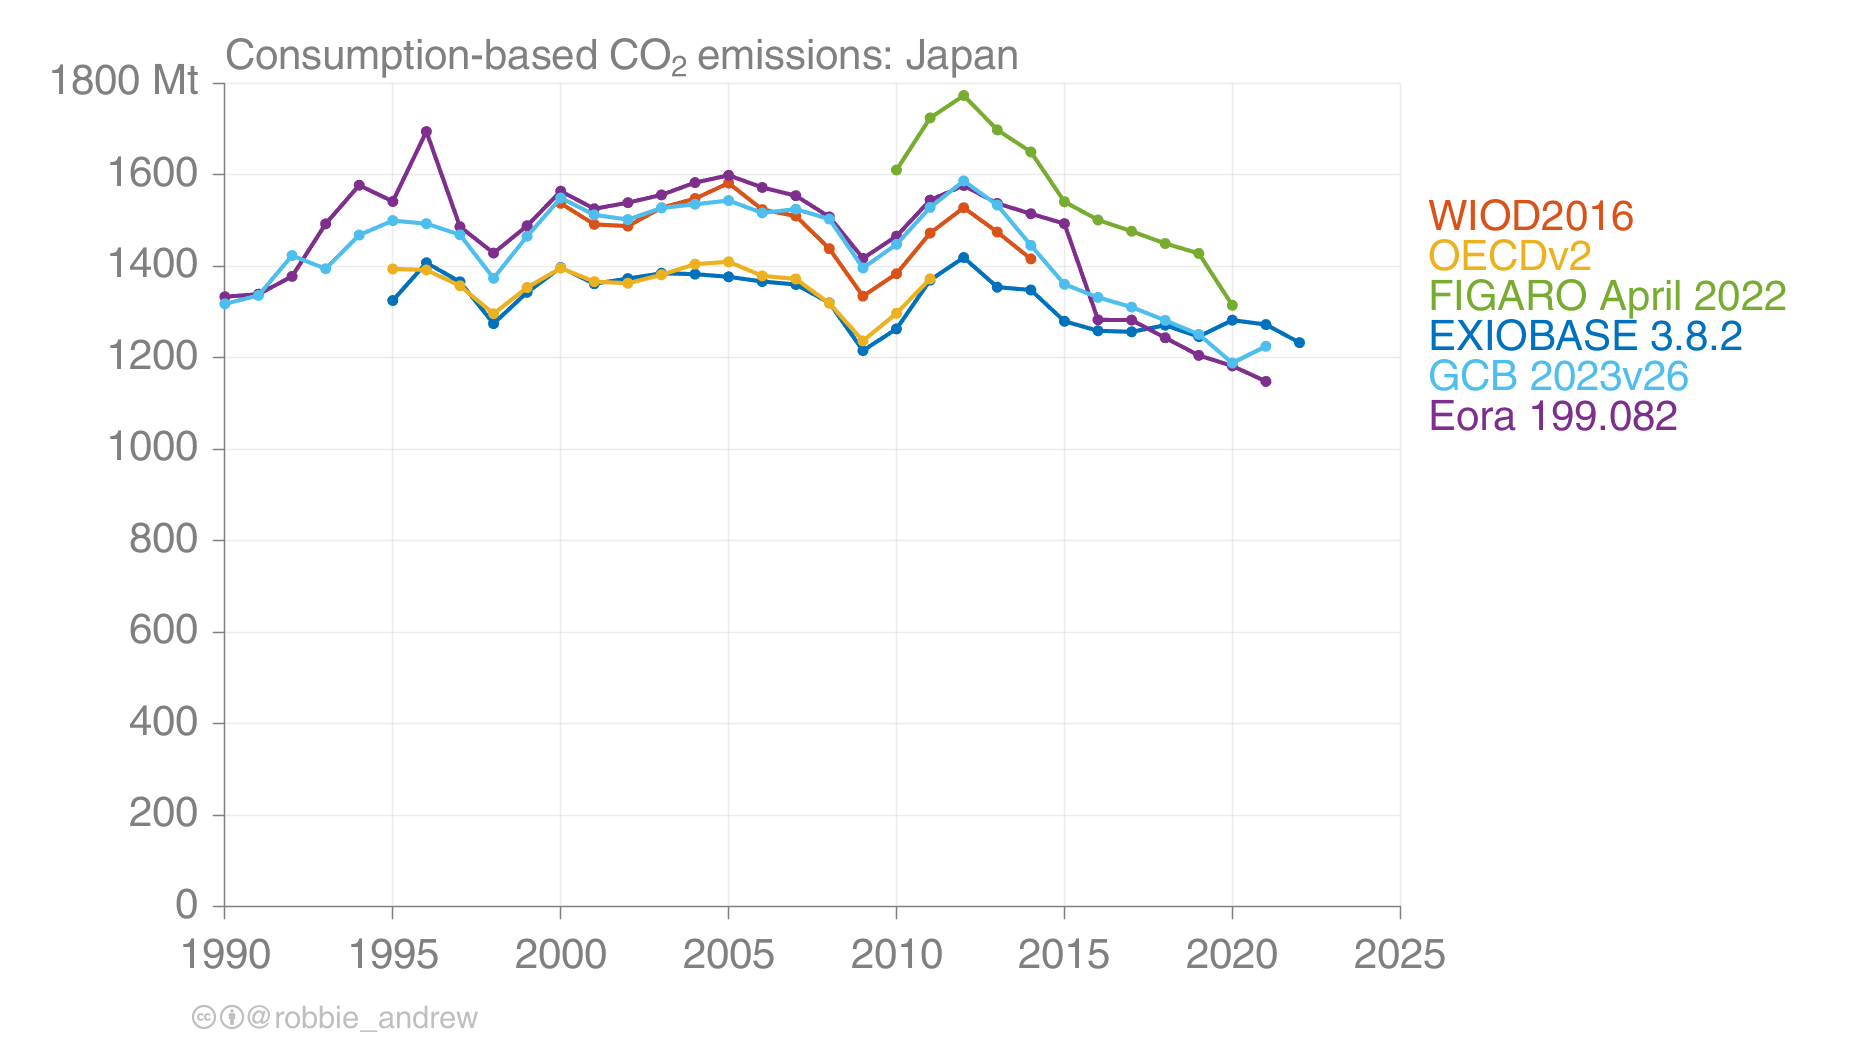 Consumption-based CO₂ emissions: Japan
1800 Mt
1600
1400
1200
1000
800
600
400
200
0
1990 1995 2000 2005 2010 2015 2020 2025
WIOD2016
OECDv2
FIGARO April 2022
EXIOBASE 3.8.2
GCB 2023v26
Eora 199.082
cc @robbie_andrew